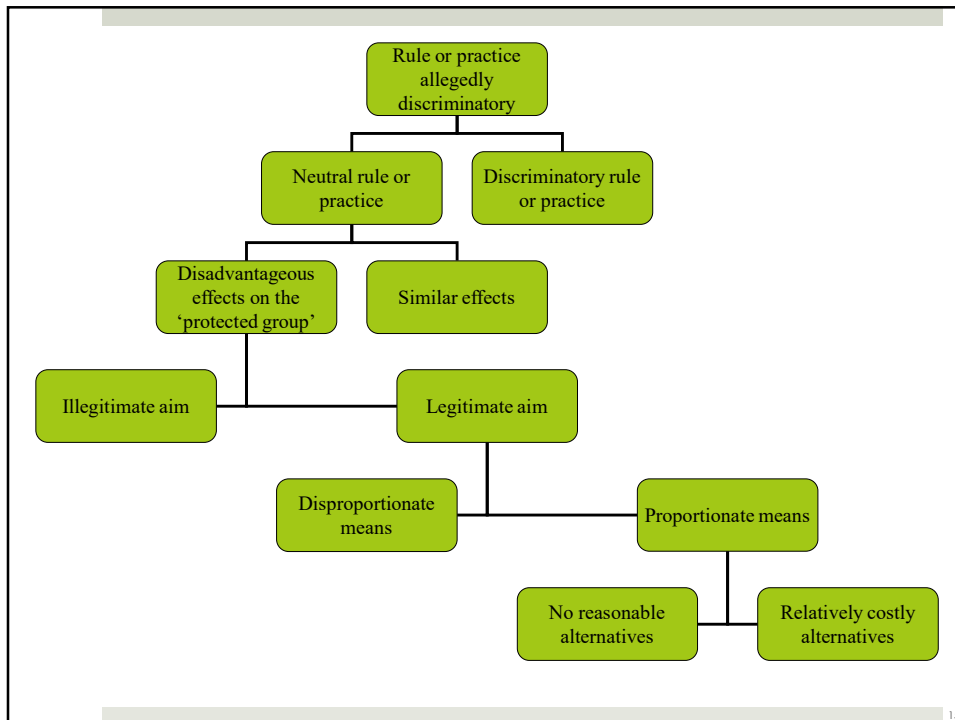 Rule or practice
allegedly
discriminatory
Neutral rule or
practice
Discriminatory rule
or practice
Disadvantageous
effects on the
‘protected group’
Similar effects
Illegitimate aim
Legitimate aim
Disproportionate
means
Proportionate means
No reasonable
alternatives
Relatively costly
alternatives